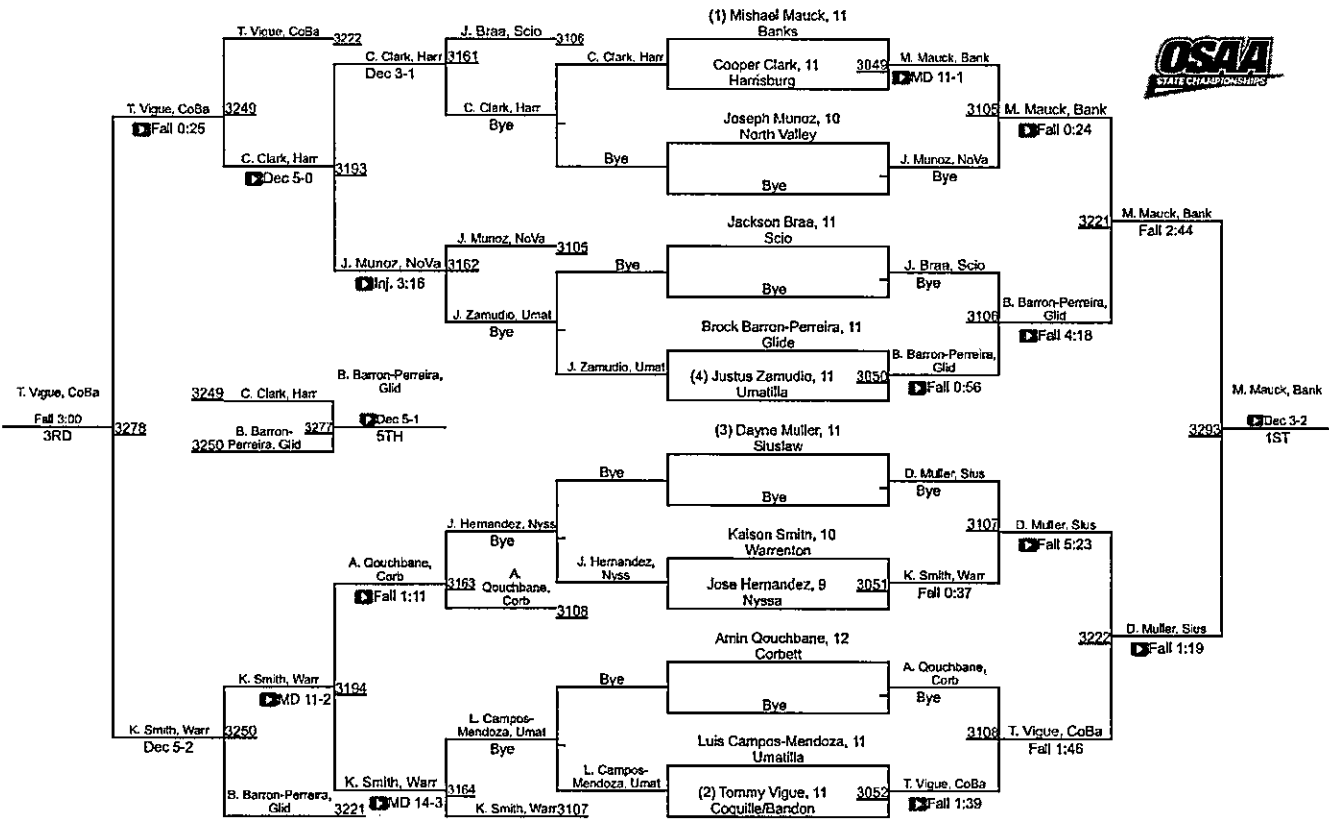 OSAA
STATE CHAMPIONSHIPS
T. Vigue, CoBa
Fall 3:00
3RD
3278
T. Vigue, CoBa
Fall 0:25
3249
T. Vigue, CoBa
3222
C. Clark, Harr
Dec 5-0
3193
C. Clark, Harr
Dec 3-1
3161
J. Braa, Scio
3106
C. Clark, Harr
Bye
C. Clark, Harr
Bye
J. Munoz, NoVa
Inj. 3:16
3162
J. Munoz, NoVa
3105
J. Zamudio, Umat
Bye
Bye
J. Zamudio, Umat
3249
C. Clark, Harr
3250
B. Barron-
Perreira, Glid
3277
B. Barron-Perreira,
Glid
Dec 5-1
5TH
K. Smith, Warr
Dec 5-2
3250
K. Smith, Warr
MD 11-2
3194
B. Barron-Perreira,
Glid
3221
A. Qouchbane,
Corb
Fall 1:11
3163
J. Hernandez, Nyss
Bye
A.
Qouchbane,
Corb
3108
Bye
J. Hernandez,
Nyss
K. Smith, Warr
MD 14-3
3164
L. Campos-
Mendoza, Umat
Bye
K. Smith, Warr
3107
Bye
L. Campos-
Mendoza, Umat
(1) Mishael Mauck, 11
Banks
Cooper Clark, 11
Harrisburg
3049
Joseph Munoz, 10
North Valley
Bye
Jackson Braa, 11
Scio
Bye
Brock Barron-Perreira, 11
Glide
(4) Justus Zamudio, 11
Umatilla
3050
(3) Dayne Muller, 11
Siuslaw
Bye
Kaison Smith, 10
Warrenton
Jose Hernandez, 9
Nyssa
3051
Amin Qouchbane, 12
Corbett
Bye
Luis Campos-Mendoza, 11
Umatilla
(2) Tommy Vigue, 11
Coquille/Bandon
3052
M. Mauck, Bank
MD 11-1
J. Munoz, NoVa
Bye
J. Braa, Scio
Bye
B. Barron-Perreira,
Glid
Fall 0:56
D. Muller, Sius
Bye
K. Smith, Warr
Fall 0:37
A. Qouchbane,
Corb
Bye
T. Vigue, CoBa
Fall 1:39
3105
M. Mauck, Bank
Fall 0:24
3106
B. Barron-Perreira,
Glid
Fall 4:18
3107
D. Muller, Sius
Fall 5:23
3108
T. Vigue, CoBa
Fall 1:46
3221
M. Mauck, Bank
Fall 2:44
3222
D. Muller, Sius
Fall 1:19
3293
M. Mauck, Bank
Dec 3-2
1ST